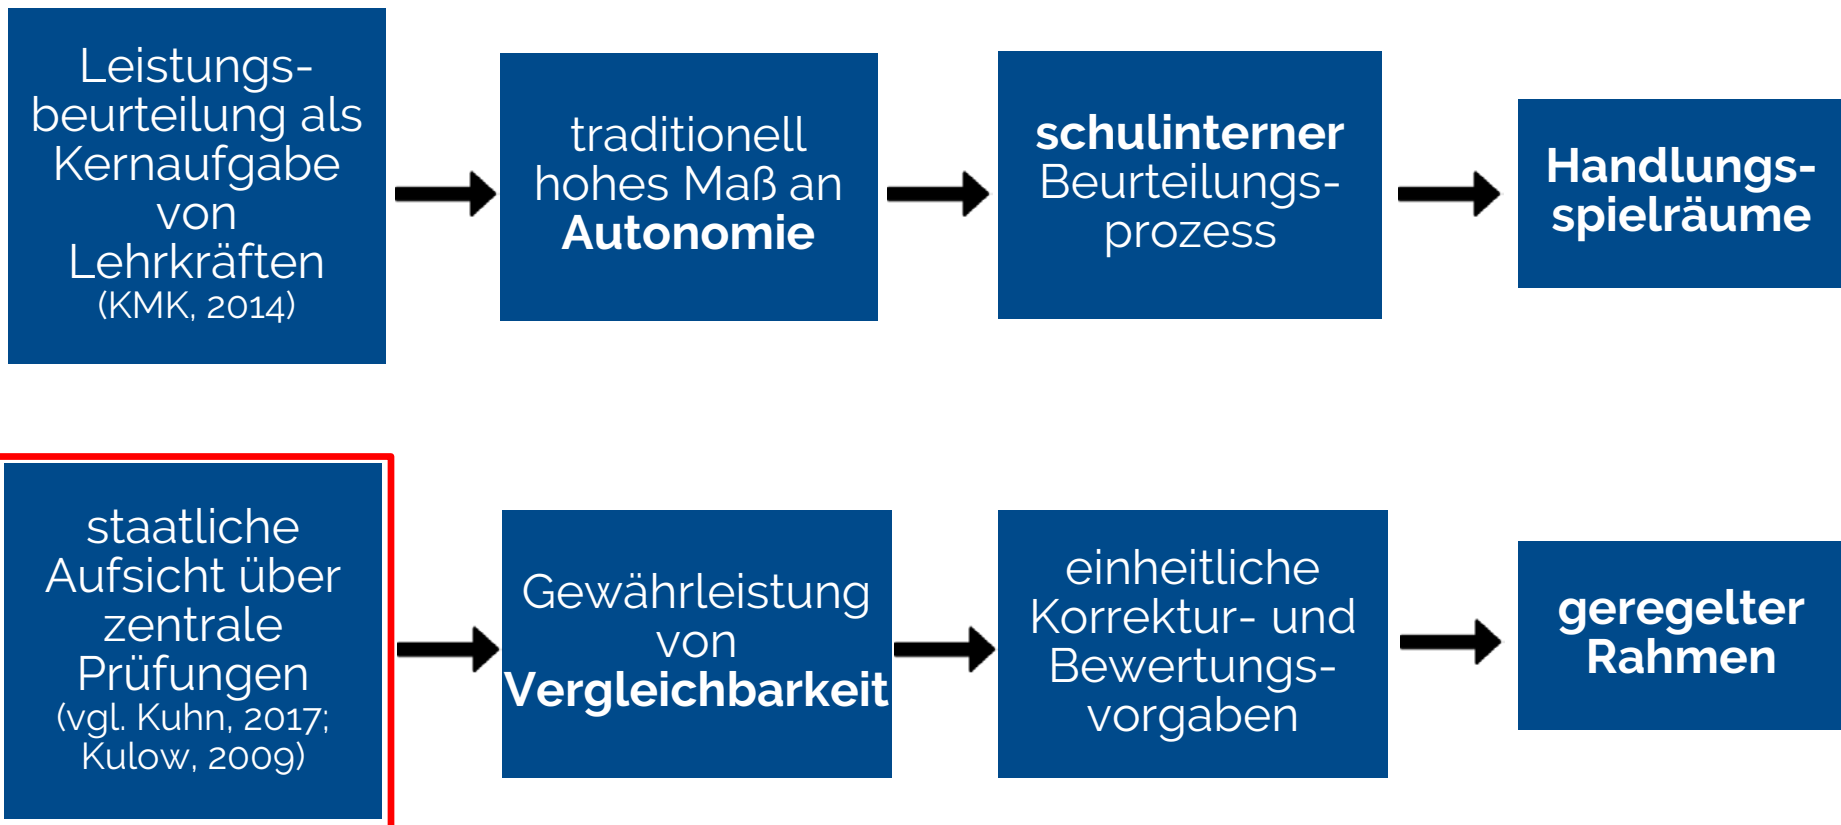 Leistungs-
beurteilung als
Kernaufgabe
von
Lehrkräften
(KMK, 2014)
traditionell
hohes Maß an
Autonomie
schulinterner
Beurteilungs-
prozess
Handlungs-
spielräume
staatliche
Aufsicht über
zentrale
Prüfungen
(vgl. Kuhn, 2017;
Kulow, 2009)
Gewährleistung
von
Vergleichbarkeit
einheitliche
Korrektur- und
Bewertungs-
vorgaben
geregelter
Rahmen